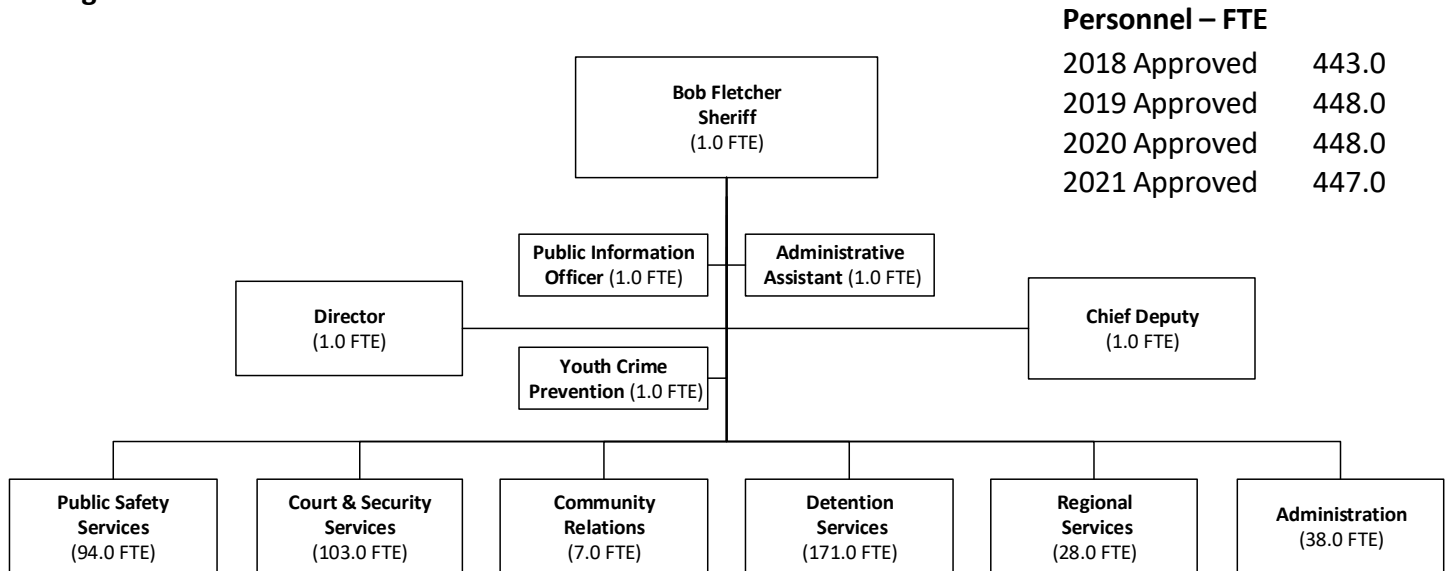 Personnel – FTE
2018 Approved 443.0
2019 Approved 448.0
2020 Approved 448.0
2021 Approved 447.0
Bob Fletcher
Sheriff
(1.0 FTE)
Public Information
Officer (1.0 FTE)
Administrative
Assistant (1.0 FTE)
Director
(1.0 FTE)
Chief Deputy
(1.0 FTE)
Youth Crime
Prevention (1.0 FTE)
Public Safety
Services
(94.0 FTE)
Court & Security
Services
(103.0 FTE)
Community
Relations
(7.0 FTE)
Detention
Services
(171.0 FTE)
Regional
Services
(28.0 FTE)
Administration
(38.0 FTE)